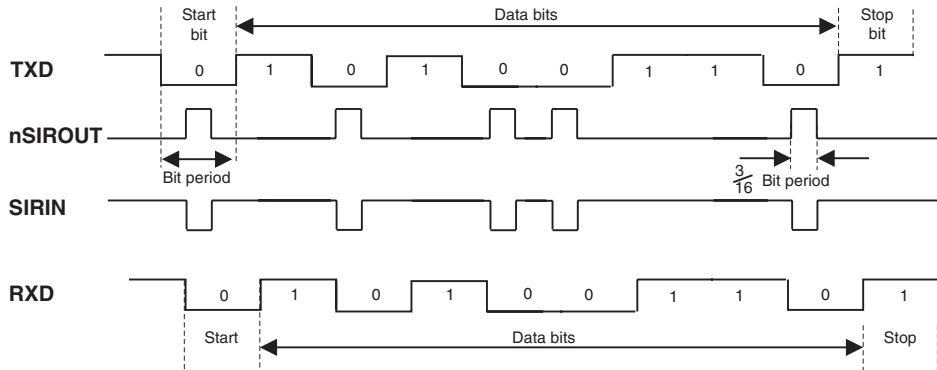 Start bit
Data bits
Stop bit
TXD
0 1 0 1 0 0 1 1 0 1
nSIROUT
Bit period
3/16 Bit period
SIRIN
RXD
0 1 0 1 0 0 1 1 0 1
Start
Data bits
Stop